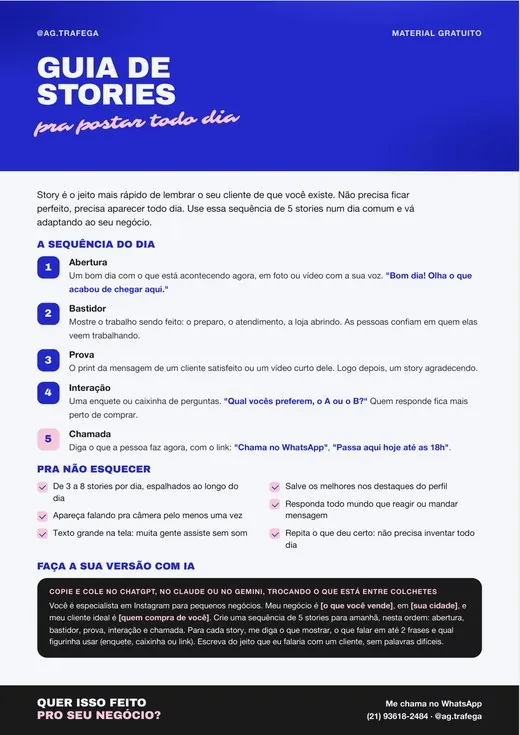 @AG.TRAFEGA
MATERIAL GRATUITO
GUIA DE
STORIES
pra postar todo dia
Story é o jeito mais rápido de lembrar o seu cliente de que você existe. Não precisa ficar
perfeito, precisa aparecer todo dia. Use essa sequência de 5 stories num dia comum e vá
adaptando ao seu negócio.
A SEQUÊNCIA DO DIA
1
Abertura
Um bom dia com o que está acontecendo agora, em foto ou vídeo com a sua voz. "Bom dia! Olha o que
acabou de chegar aqui."
2
Bastidor
Mostre o trabalho sendo feito: o preparo, o atendimento, a loja abrindo. As pessoas confiam em quem elas
veem trabalhando.
3
Prova
O print da mensagem de um cliente satisfeito ou um vídeo curto dele. Logo depois, um story agradecendo.
4
Interação
Uma enquete ou caixinha de perguntas. "Qual vocês preferem, o A ou o B?" Quem responde fica mais
perto de comprar.
5
Chamada
Diga o que a pessoa faz agora, com o link: "Chama no WhatsApp", "Passa aqui hoje até as 18h".
PRA NÃO ESQUECER
De 3 a 8 stories por dia, espalhados ao longo do
dia
Apareça falando pra câmera pelo menos uma vez
Texto grande na tela: muita gente assiste sem som
Salve os melhores nos destaques do perfil
Responda todo mundo que reagir ou mandar
mensagem
Repita o que deu certo: não precisa inventar todo
dia
FAÇA A SUA VERSÃO COM IA
COPIE E COLE NO CHATGPT, NO CLAUDE OU NO GEMINI, TROCANDO O QUE ESTÁ ENTRE COLCHETES
Você é especialista em Instagram para pequenos negócios. Meu negócio é [o que você vende], em [sua cidade], e
meu cliente ideal é [quem compra de você]. Crie uma sequência de 5 stories para amanhã, nesta ordem: abertura,
bastidor, prova, interação e chamada. Para cada story, me diga o que mostrar, o que falar em até 2 frases e qual
figurinha usar (enquete, caixinha ou link). Escreva do jeito que eu falaria com um cliente, sem palavras difíceis.
QUER ISSO FEITO
PRO SEU NEGÓCIO?
Me chama no WhatsApp
(21) 93618-2484 · @ag.trafega